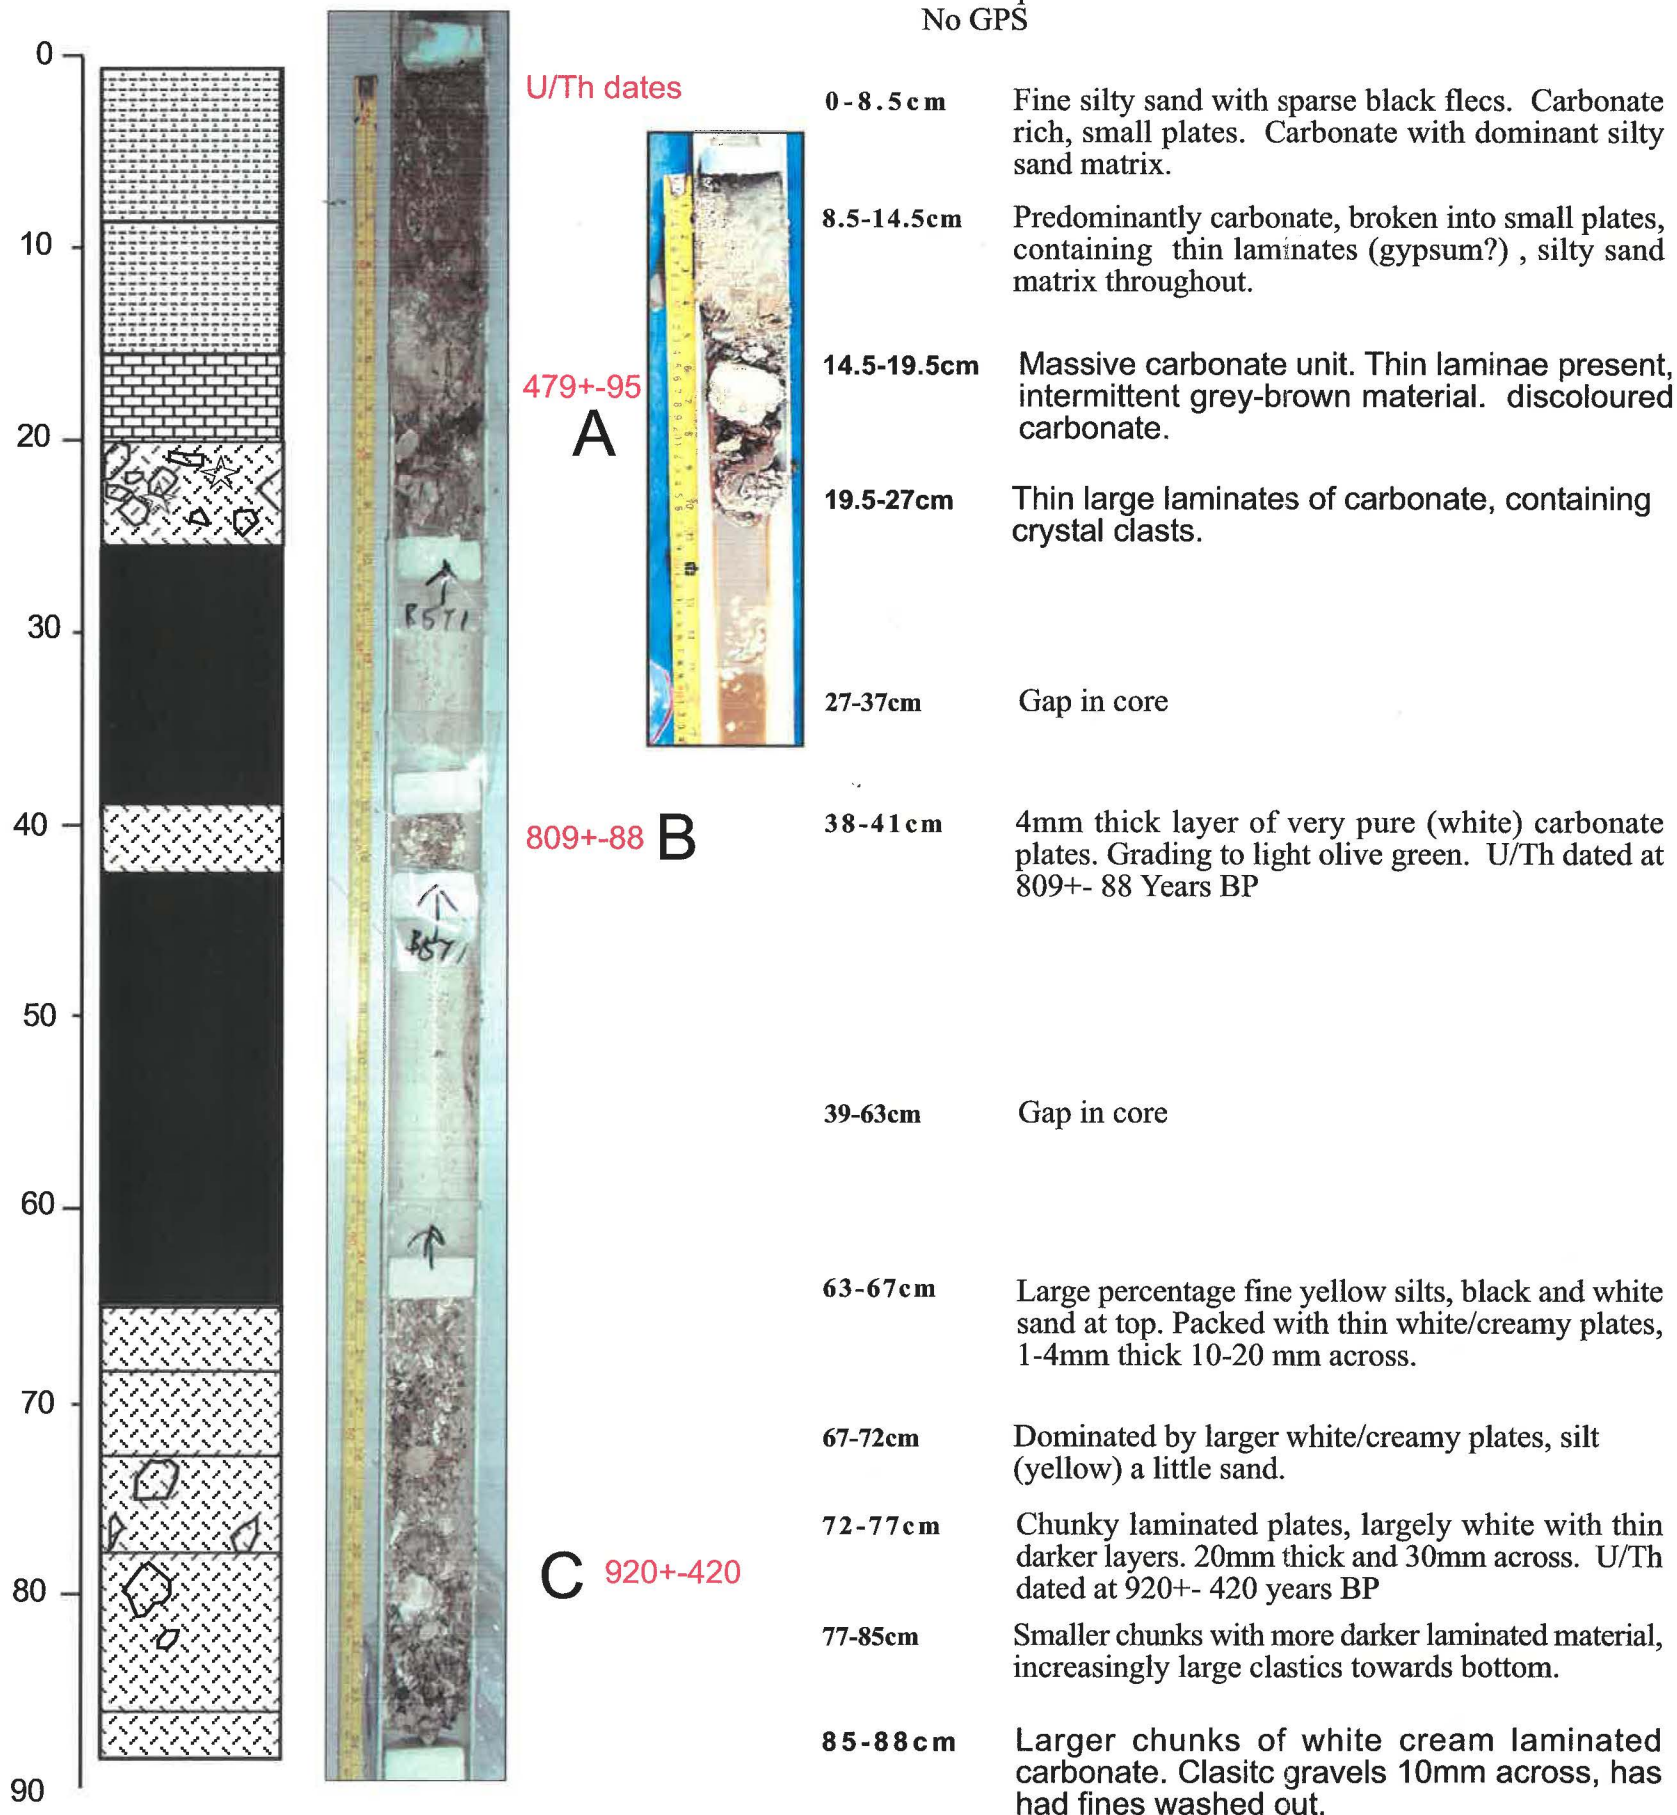 No GPS
0
10
20
30
40
50
60
70
80
90
U/Th dates
479+-95
A
809+-88 B
C 920+-420
B5Y1
B5Y1
0-8.5cm Fine silty sand with sparse black flecs. Carbonate
rich, small plates. Carbonate with dominant silty
sand matrix.
8.5-14.5cm Predominantly carbonate, broken into small plates,
containing thin laminates (gypsum?) , silty sand
matrix throughout.
14.5-19.5cm Massive carbonate unit. Thin laminae present,
intermittent grey-brown material. discoloured
carbonate.
19.5-27cm Thin large laminates of carbonate, containing
crystal clasts.
27-37cm Gap in core
38-41cm 4mm thick layer of very pure (white) carbonate
plates. Grading to light olive green. U/Th dated at
809+- 88 Years BP
39-63cm Gap in core
63-67cm Large percentage fine yellow silts, black and white
sand at top. Packed with thin white/creamy plates,
1-4mm thick 10-20 mm across.
67-72cm Dominated by larger white/creamy plates, silt
(yellow) a little sand.
72-77cm Chunky laminated plates, largely white with thin
darker layers. 20mm thick and 30mm across. U/Th
dated at 920+- 420 years BP
77-85cm Smaller chunks with more darker laminated material,
increasingly large clastics towards bottom.
85-88cm Larger chunks of white cream laminated
carbonate. Clasitc gravels 10mm across, has
had fines washed out.